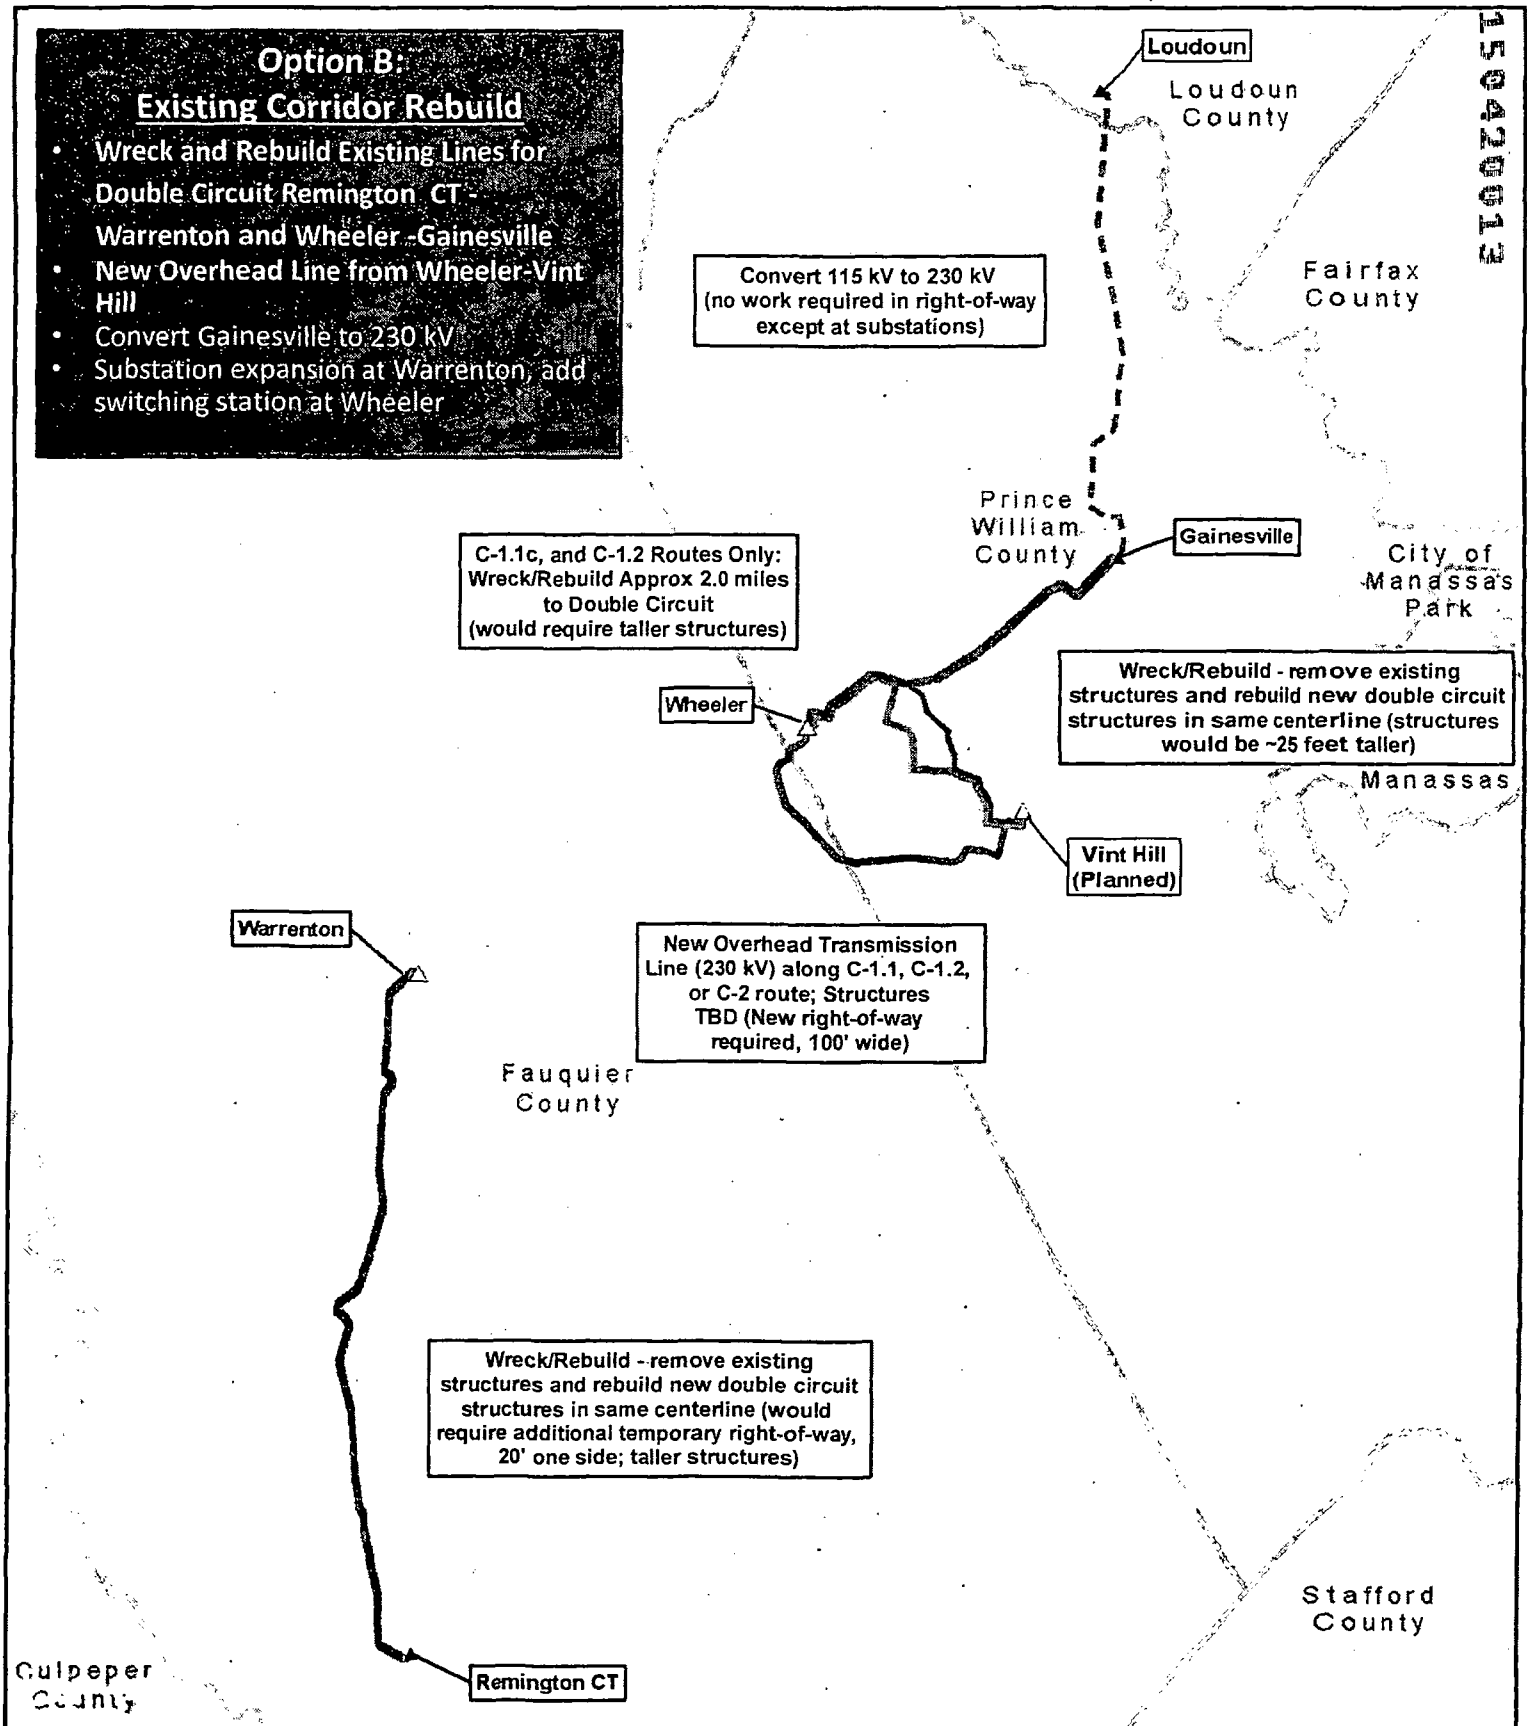 Option B:
Existing Corridor Rebuild
• Wreck and Rebuild Existing Lines for
Double Circuit Remington CT -
Warrenton and Wheeler -Gainesville
• New Overhead Line from Wheeler-Vint
Hill
• Convert Gainesville to 230 kV
• Substation expansion at Warrenton, add
switching station at Wheeler
Loudoun
Loudoun
County
150420013
Convert 115 kV to 230 kV
(no work required in right-of-way
except at substations)
Fairfax
County
Prince
William
County
Gainesville
City of
Manassas
Park
C-1.1c, and C-1.2 Routes Only:
Wreck/Rebuild Approx 2.0 miles
to Double Circuit
(would require taller structures)
Wheeler
Wreck/Rebuild - remove existing
structures and rebuild new double circuit
structures in same centerline (structures
would be ~25 feet taller)
Manassas
Vint Hill
(Planned)
Warrenton
New Overhead Transmission
Line (230 kV) along C-1.1, C-1.2,
or C-2 route; Structures
TBD (New right-of-way
required, 100' wide)
Fauquier
County
Wreck/Rebuild - remove existing
structures and rebuild new double circuit
structures in same centerline (would
require additional temporary right-of-way,
20' one side; taller structures)
Stafford
County
Culpeper
County
Remington CT